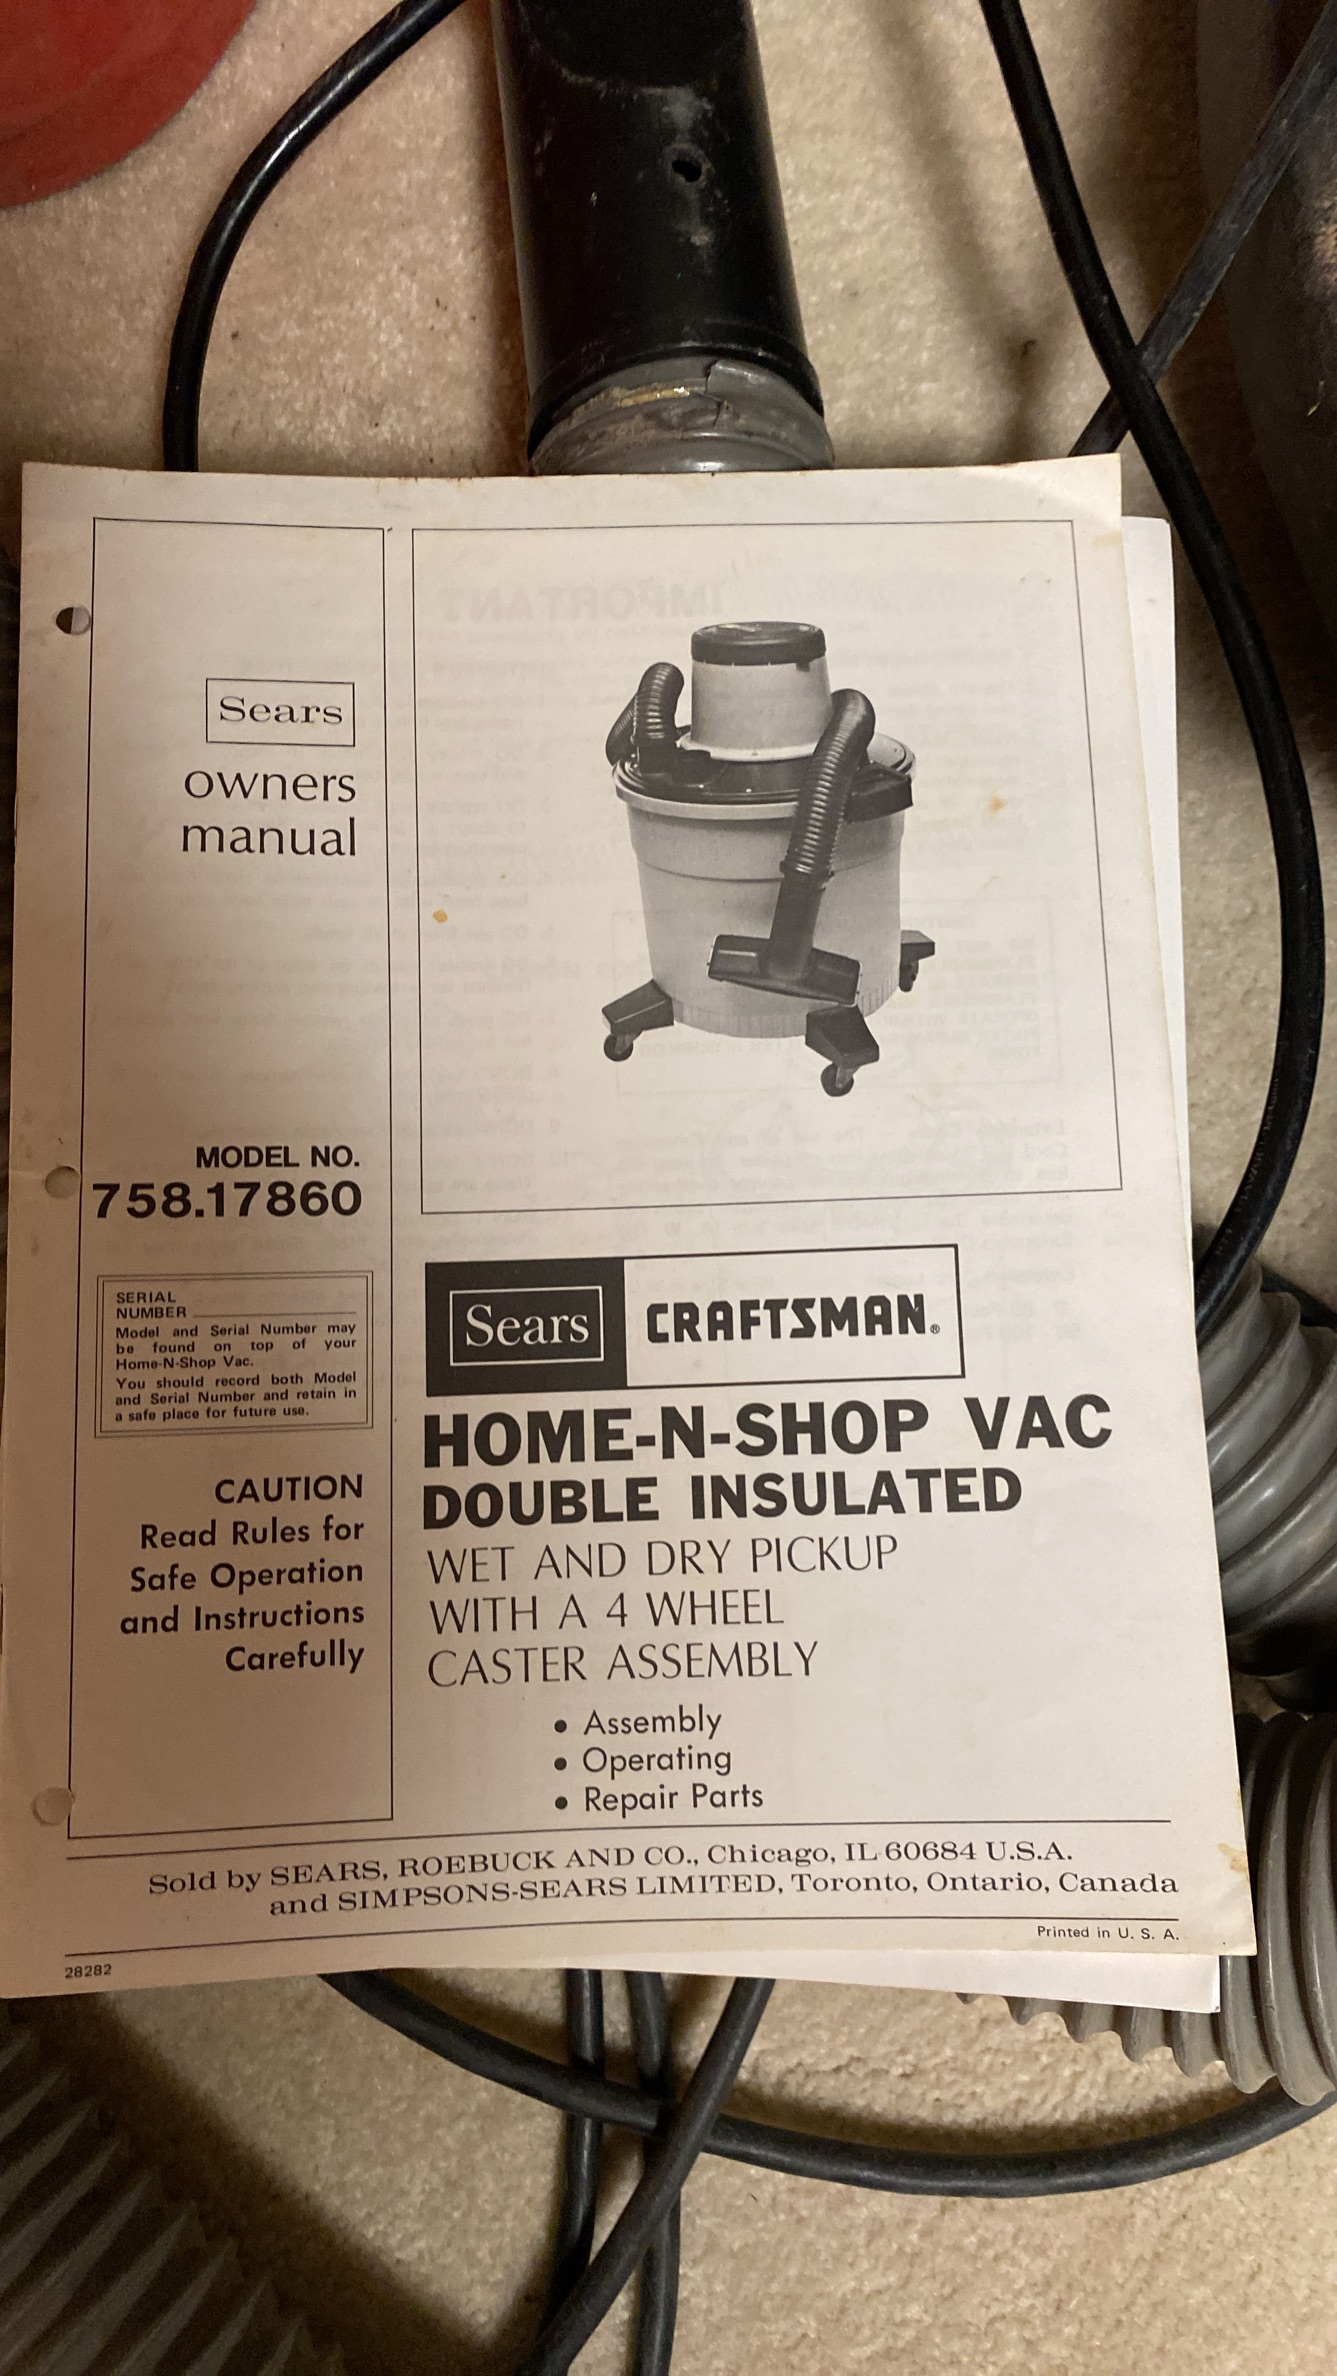 Sears
owners
manual
MODEL NO.
758.17860
SERIAL
NUMBER
Model and Serial Number may
be found on top of your
Home-N-Shop Vac.
You should record both Model
and Serial Number and retain in
a safe place for future use.
CAUTION
Read Rules for
Safe Operation
and Instructions
Carefully
IMPORTANT
Sears CRAFTSMAN®
HOME-N-SHOP VAC
DOUBLE INSULATED
WET AND DRY PICKUP
WITH A 4 WHEEL
CASTER ASSEMBLY
• Assembly
• Operating
• Repair Parts
Sold by SEARS, ROEBUCK AND CO., Chicago, IL 60684 U.S.A.
and SIMPSONS-SEARS LIMITED, Toronto, Ontario, Canada
Printed in U. S. A.
28282